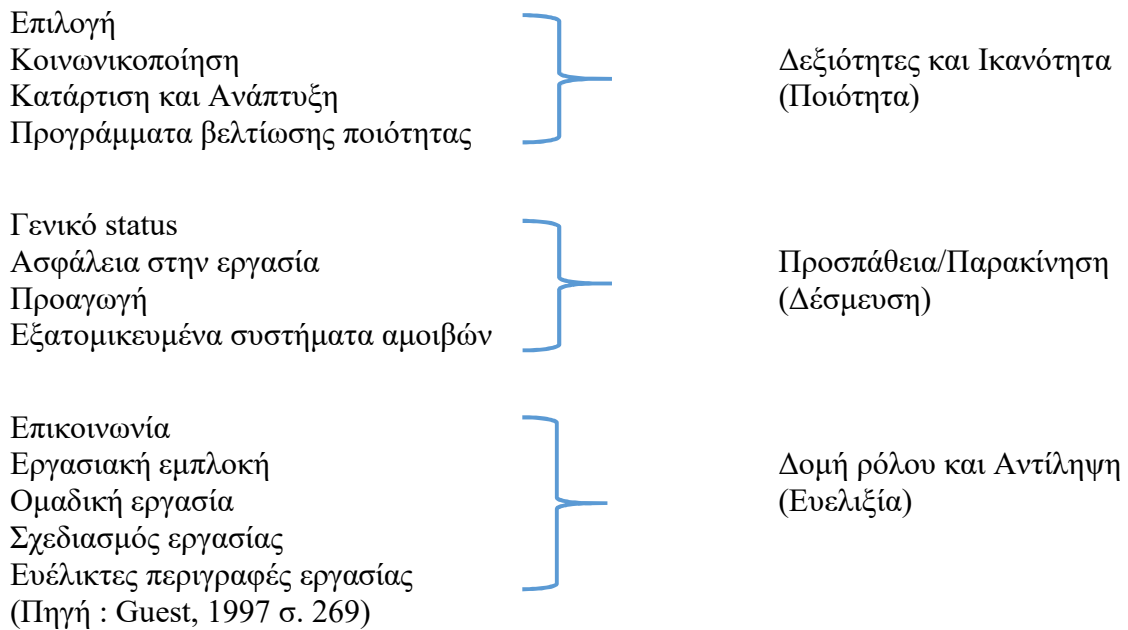 Επιλογή
Κοινωνικοποίηση
Κατάρτιση και Ανάπτυξη
Προγράμματα βελτίωσης ποιότητας
Δεξιότητες και Ικανότητα
(Ποιότητα)
Γενικό status
Ασφάλεια στην εργασία
Προαγωγή
Εξατομικευμένα συστήματα αμοιβών
Προσπάθεια/Παρακίνηση
(Δέσμευση)
Επικοινωνία
Εργασιακή εμπλοκή
Ομαδική εργασία
Σχεδιασμός εργασίας
Ευέλικτες περιγραφές εργασίας
Δομή ρόλου και Αντίληψη
(Ευελιξία)
(Πηγή : Guest, 1997 σ. 269)